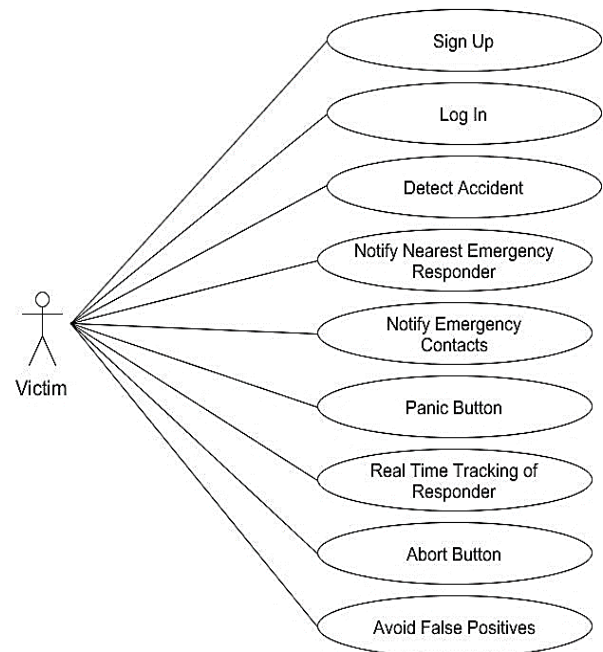 Sign Up
Log In
Detect Accident
Notify Nearest Emergency
Responder
Notify Emergency
Contacts
Victim
Panic Button
Real Time Tracking of
Responder
Abort Button
Avoid False Positives